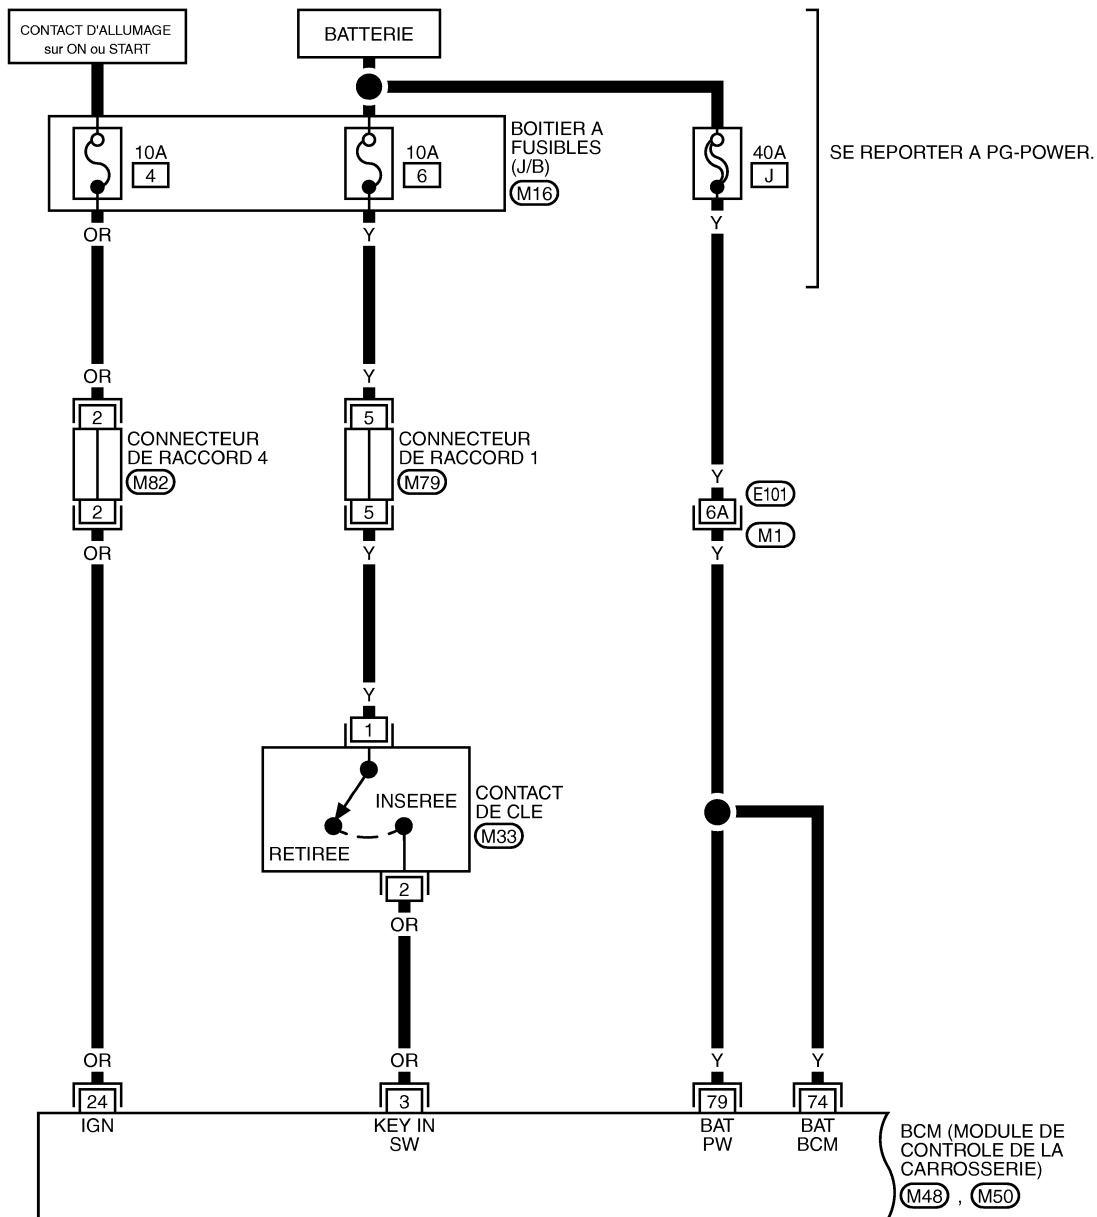 CONTACT D'ALLUMAGE
sur ON ou START
BATTERIE
10A
4
10A
6
BOITIER A
FUSIBLES
(J/B)
M16
40A
J
SE REPORTER A PG-POWER.
OR
Y
Y
OR
Y
2
CONNECTEUR
DE RACCORD 4
M82
2
OR
5
CONNECTEUR
DE RACCORD 1
M79
5
Y
Y
E101
6A
M1
Y
Y
1
INSEREE
RETIREE
CONTACT
DE CLE
M33
2
OR
OR
OR
Y
Y
24
3
79
74
IGN
KEY IN
SW
BAT
PW
BAT
BCM
BCM (MODULE DE
CONTROLE DE LA
CARROSSERIE)
M48 , M50